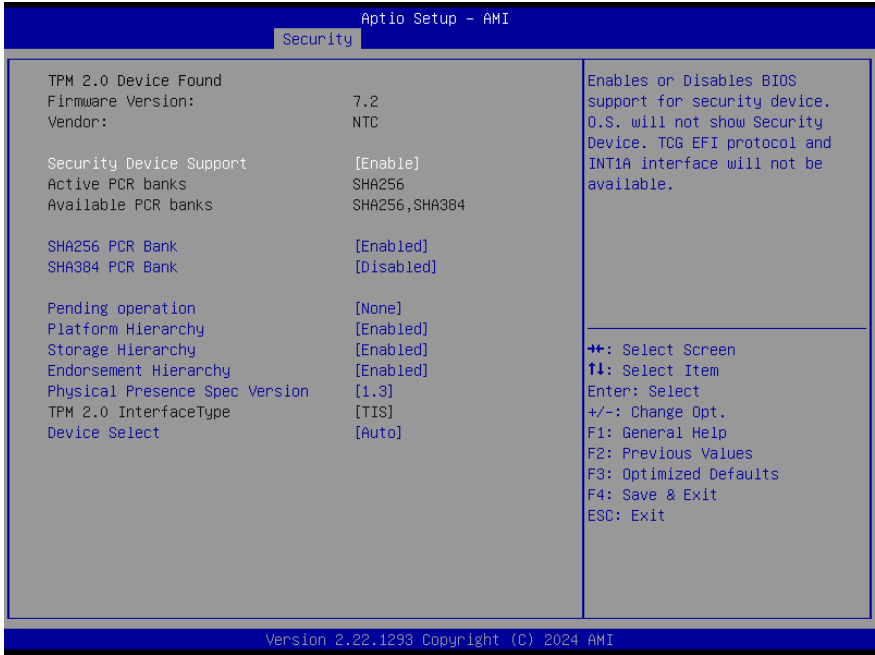 Aptio Setup – AMI
Security
TPM 2.0 Device Found
Firmware Version: 7.2
Vendor: NTC
Security Device Support [Enable]
Active PCR banks SHA256
Available PCR banks SHA256,SHA384
SHA256 PCR Bank [Enabled]
SHA384 PCR Bank [Disabled]
Pending operation [None]
Platform Hierarchy [Enabled]
Storage Hierarchy [Enabled]
Endorsement Hierarchy [Enabled]
Physical Presence Spec Version [1.3]
TPM 2.0 InterfaceType [TIS]
Device Select [Auto]
Enables or Disables BIOS
support for security device.
O.S. will not show Security
Device. TCG EFI protocol and
INT1A interface will not be
available.
→←: Select Screen
↑↓: Select Item
Enter: Select
+/-: Change Opt.
F1: General Help
F2: Previous Values
F3: Optimized Defaults
F4: Save & Exit
ESC: Exit
Version 2.22.1293 Copyright (C) 2024 AMI